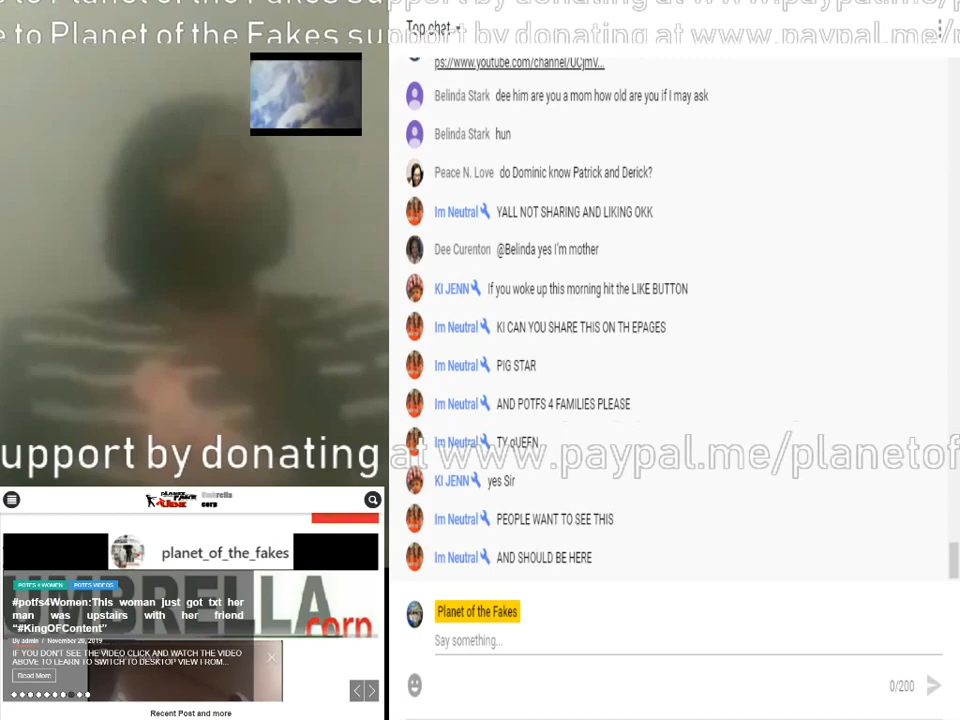 to Planet of the Fakes support by donating at www.paypal.me/p
e to Planet of the Fakes support by donating at www.paypal.me/p
Top chat
ps://www.youtube.com/channel/UCjmV...
Belinda Stark dee him are you a mom how old are you if I may ask
Belinda Stark hun
Peace N. Love do Dominic know Patrick and Derick?
Im Neutral YALL NOT SHARING AND LIKING OKK
Dee Curenton @Belinda yes I'm mother
KI JENN If you woke up this morning hit the LIKE BUTTON
Im Neutral KI CAN YOU SHARE THIS ON TH EPAGES
Im Neutral PIG STAR
Im Neutral AND POTFS 4 FAMILIES PLEASE
Im Neutral TY qUEEN
upport by donating at www.paypal.me/planetof
KI JENN yes Sir
Im Neutral PEOPLE WANT TO SEE THIS
Im Neutral AND SHOULD BE HERE
Planet of the Fakes
Say something...
0/200
Umbrella
corp
planet_of_the_fakes
UMBRELLA
corp
POTFS 4 WOMEN POTFS VIDEOS
#potfs4Women:This woman just got txt her
man was upstairs with her friend
"#KingOFContent"
By admin / November 28, 2019
IF YOU DON'T SEE THE VIDEO CLICK AND WATCH THE VIDEO
ABOVE TO LEARN TO SWITCH TO DESKTOP VIEW FROM...
Read More
Recent Post and more